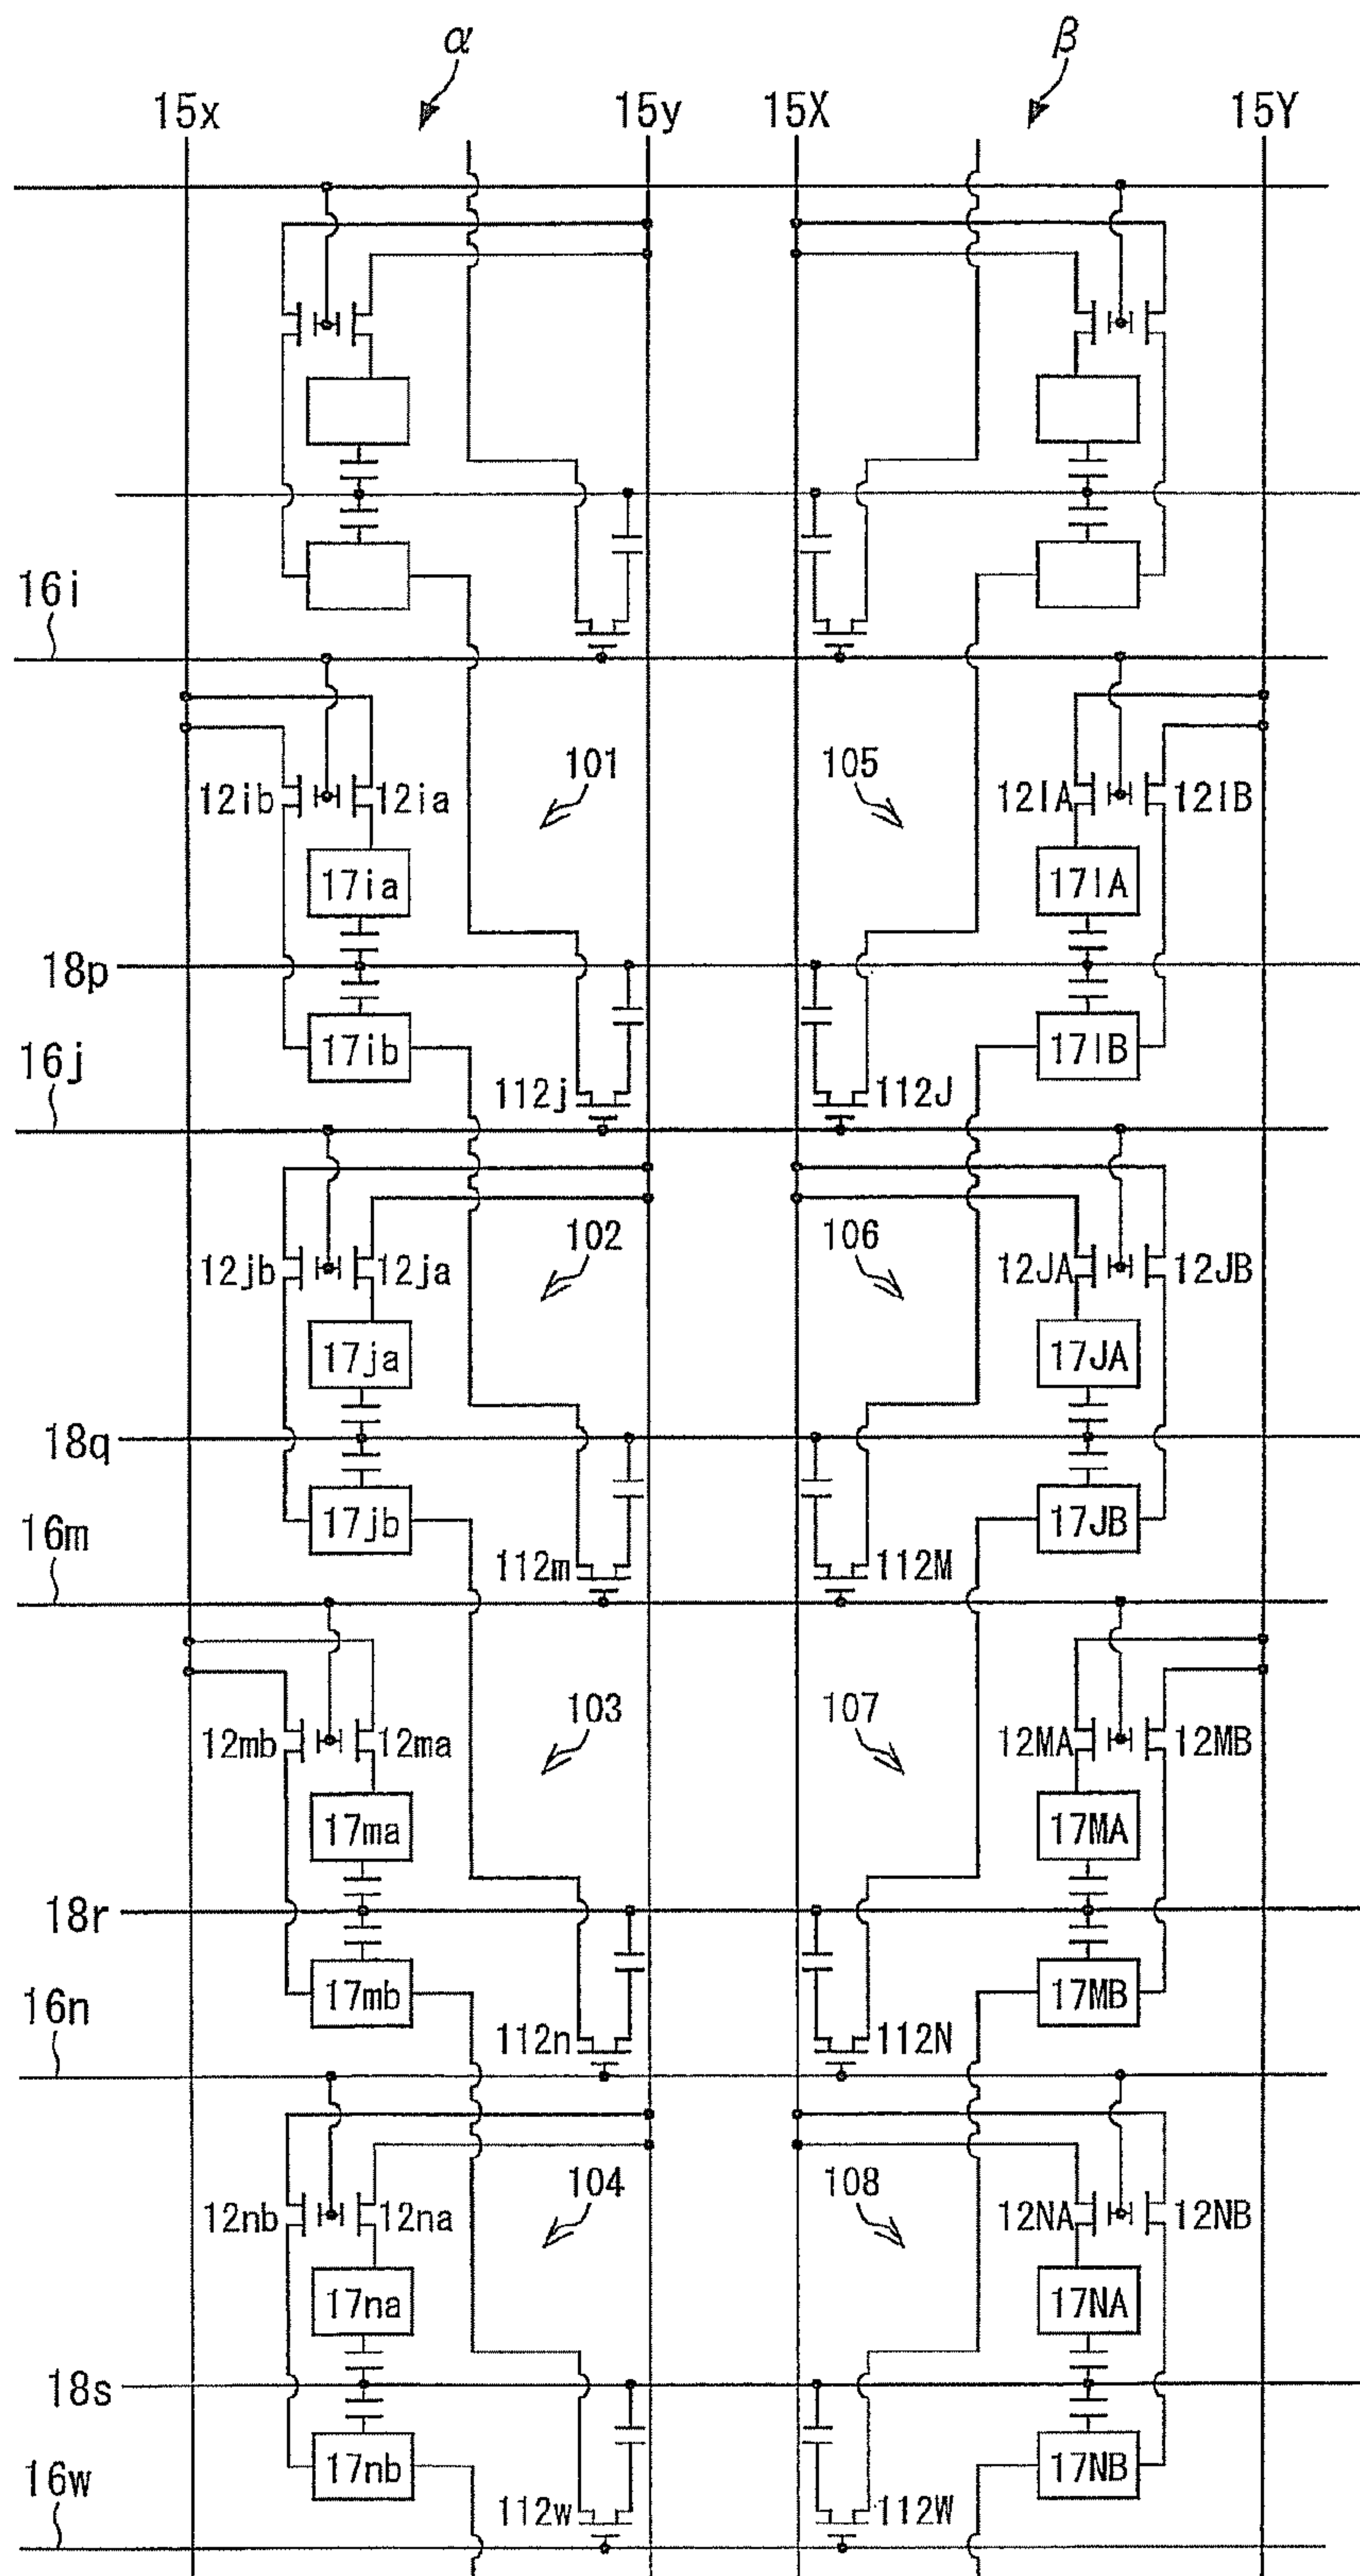 α β
15x 15y 15X 15Y
16i
101 105
12ib 12ia 12IA 12IB
17ia 17IA
18p
17ib 17IB
16j
112j 112J
102 106
12jb 12ja 12JA 12JB
17ja 17JA
18q
17jb 17JB
16m
112m 112M
103 107
12mb 12ma 12MA 12MB
17ma 17MA
18r
17mb 17MB
16n
112n 112N
104 108
12nb 12na 12NA 12NB
17na 17NA
18s
17nb 17NB
16w
112w 112W